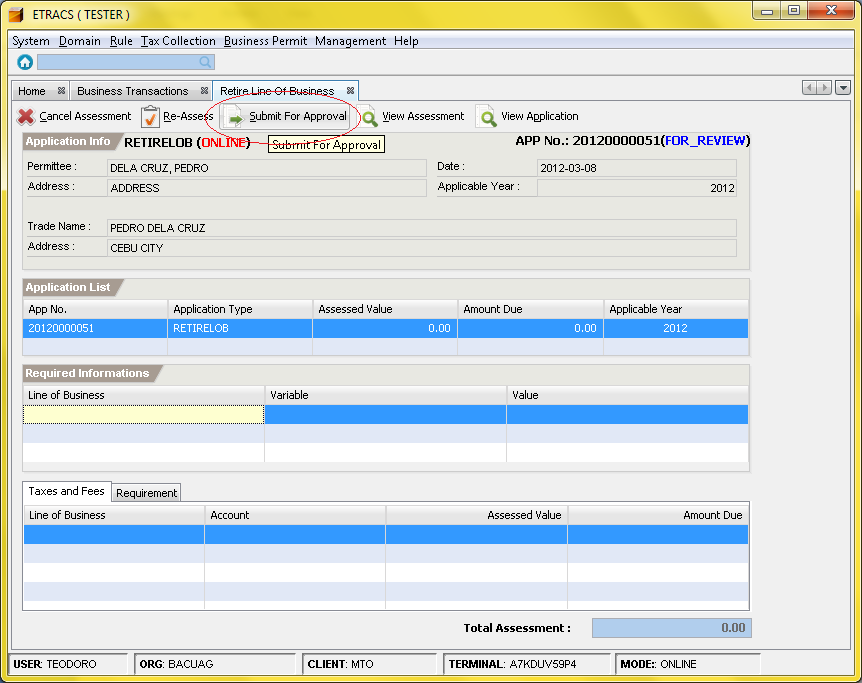 ETRACS ( TESTER )
System Domain Rule Tax Collection Business Permit Management Help
Home Business Transactions Retire Line Of Business
Cancel Assessment Re-Assess Submit For Approval View Assessment View Application
Application Info RETIRELOB (ONLINE) Submit For Approval APP No.: 20120000051(FOR_REVIEW)
Permittee : DELA CRUZ, PEDRO Date : 2012-03-08
Address : ADDRESS Applicable Year : 2012
Trade Name : PEDRO DELA CRUZ
Address : CEBU CITY
Application List
App No. Application Type Assessed Value Amount Due Applicable Year
20120000051 RETIRELOB 0.00 0.00 2012
Required Informations
Line of Business Variable Value
Taxes and Fees Requirement
Line of Business Account Assessed Value Amount Due
Total Assessment : 0.00
USER: TEODORO ORG: BACUAG CLIENT: MTO TERMINAL: A7KDUV59P4 MODE:: ONLINE